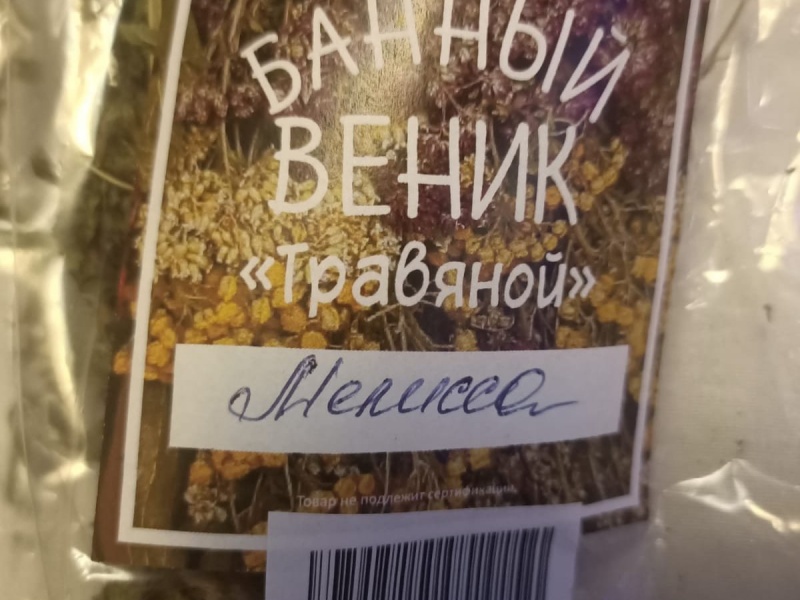 БАННЫЙ
ВЕНИК
«Травяной»
Мелисса
Товар не подлежит сертификации.